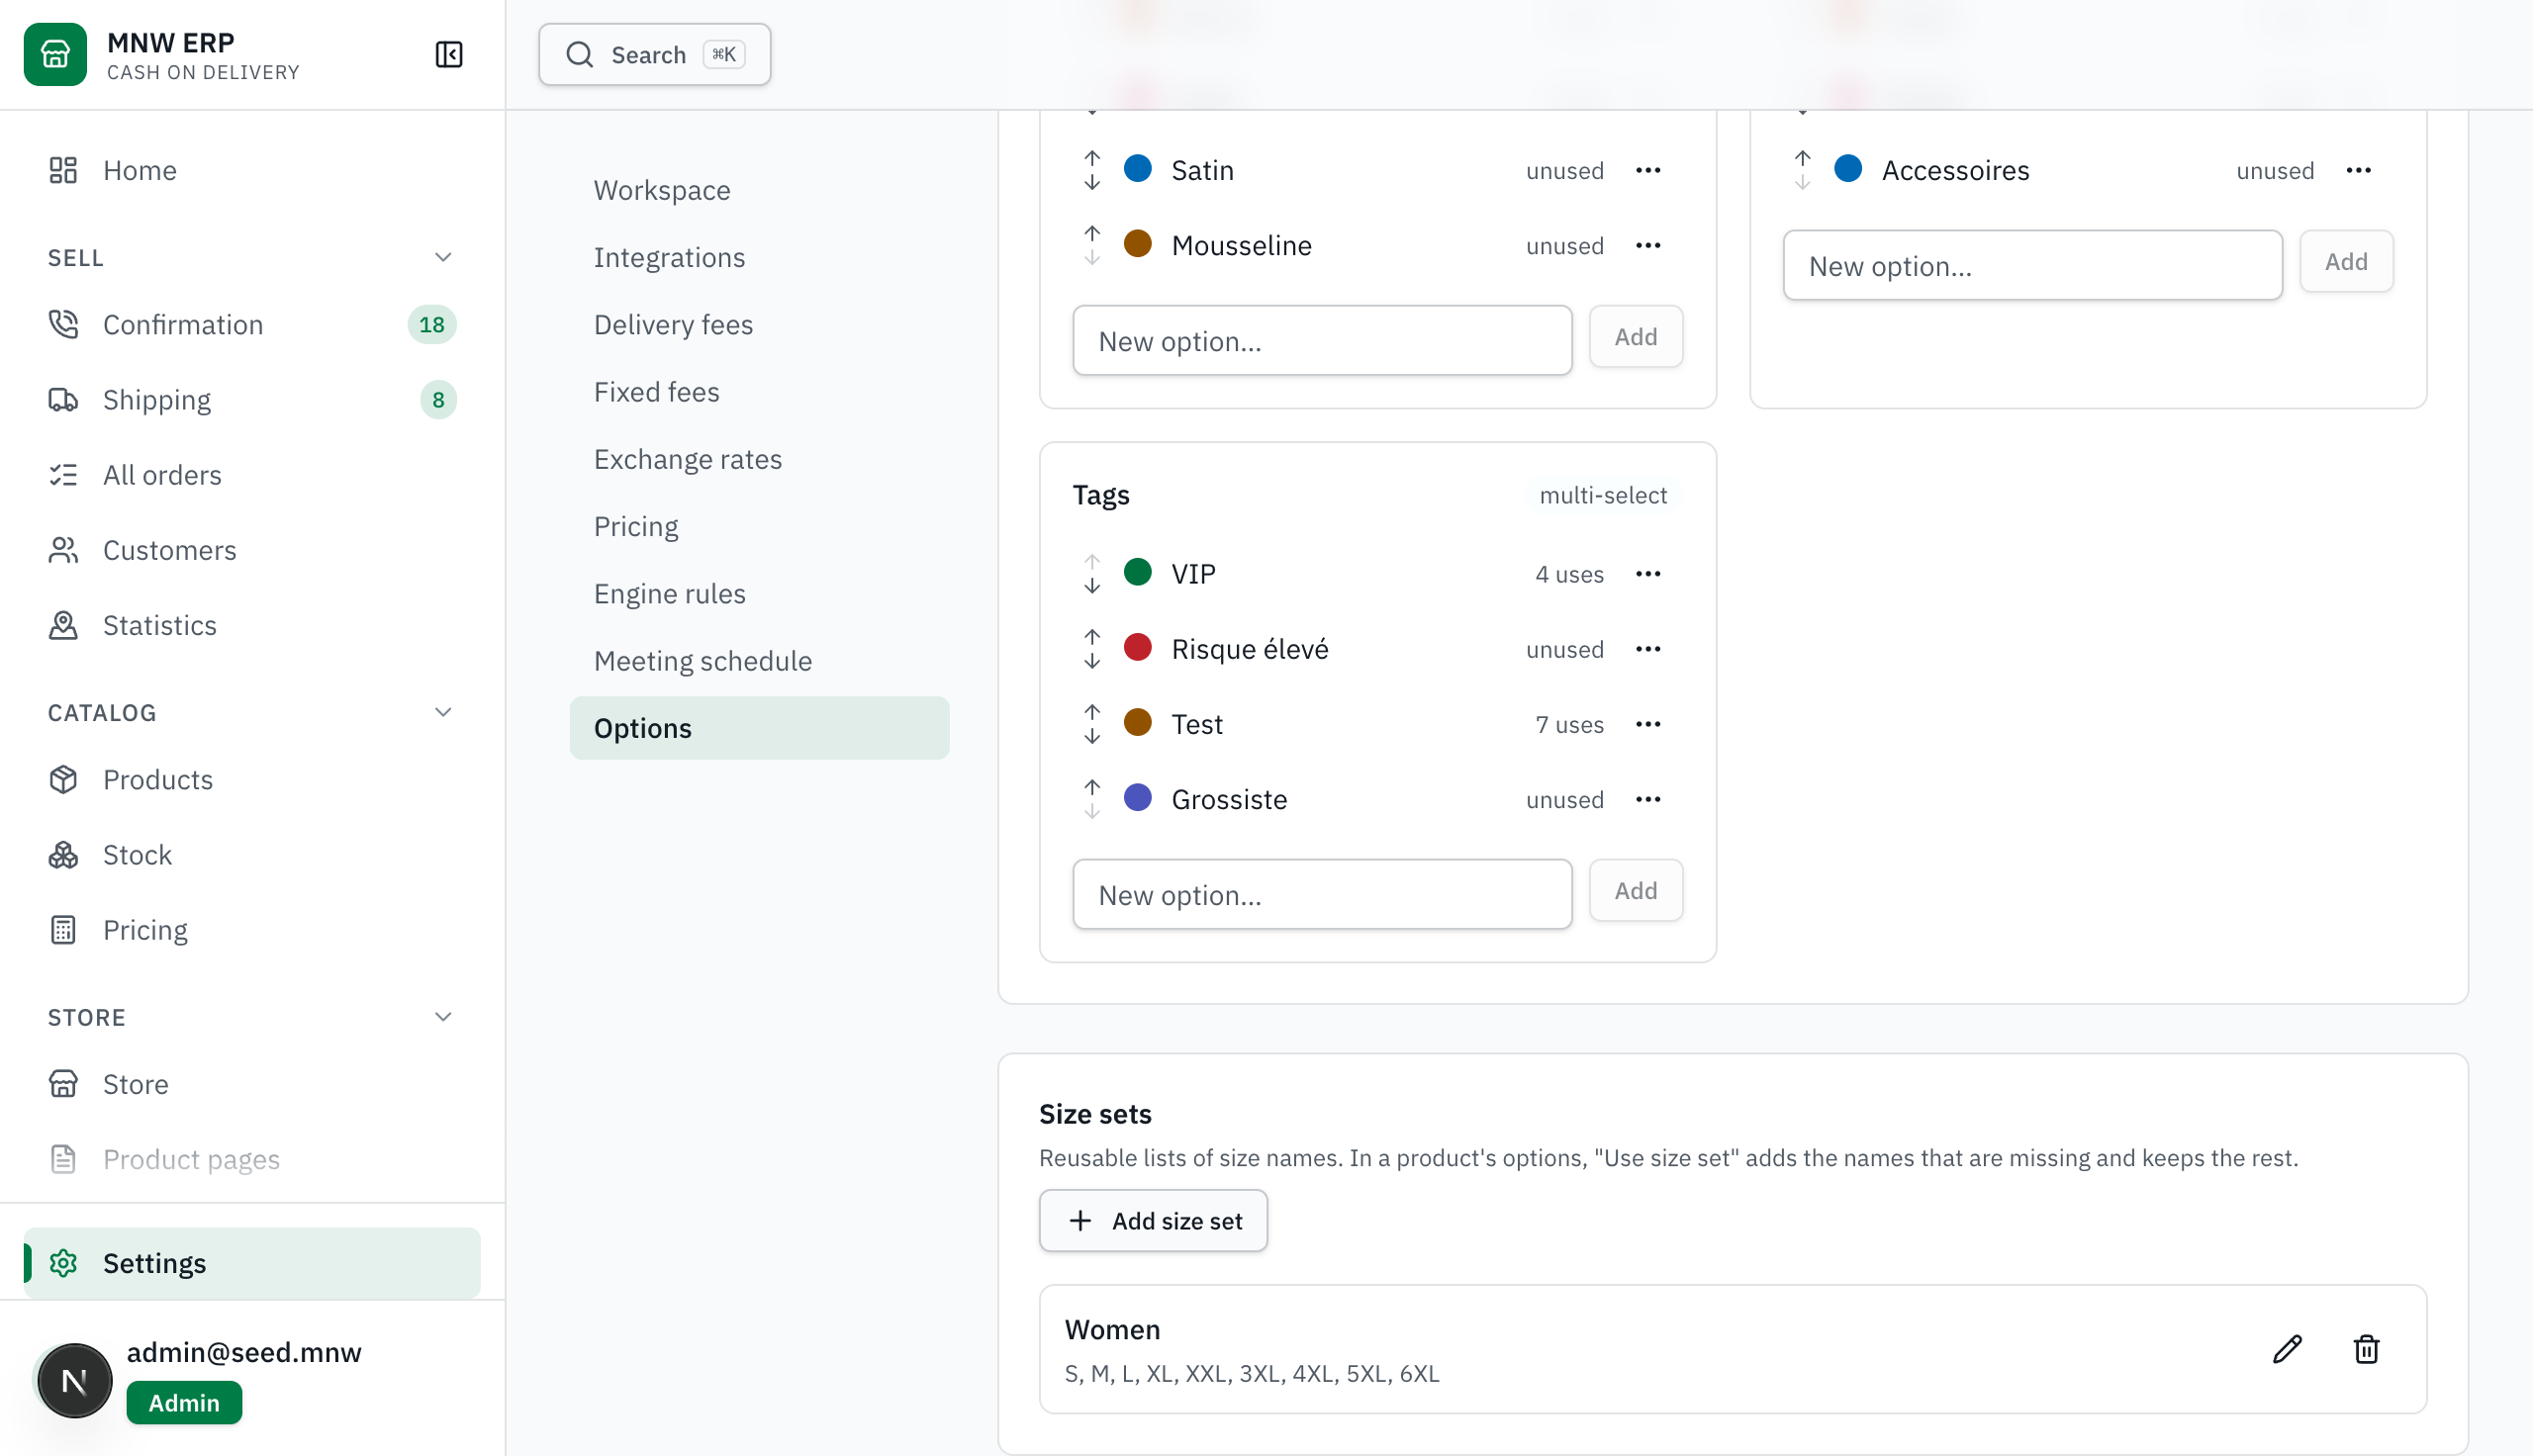 MNW ERP
CASH ON DELIVERY
Search ⌘K
Home
SELL
Confirmation 18
Shipping 8
All orders
Customers
Statistics
CATALOG
Products
Stock
Pricing
STORE
Store
Product pages
Settings
N
admin@seed.mnw
Admin
Workspace
Integrations
Delivery fees
Fixed fees
Exchange rates
Pricing
Engine rules
Meeting schedule
Options
Satin unused
Mousseline unused
New option... Add
Accessoires unused
New option... Add
Tags multi-select
VIP 4 uses
Risque élevé unused
Test 7 uses
Grossiste unused
New option... Add
Size sets
Reusable lists of size names. In a product's options, "Use size set" adds the names that are missing and keeps the rest.
Add size set
Women
S, M, L, XL, XXL, 3XL, 4XL, 5XL, 6XL